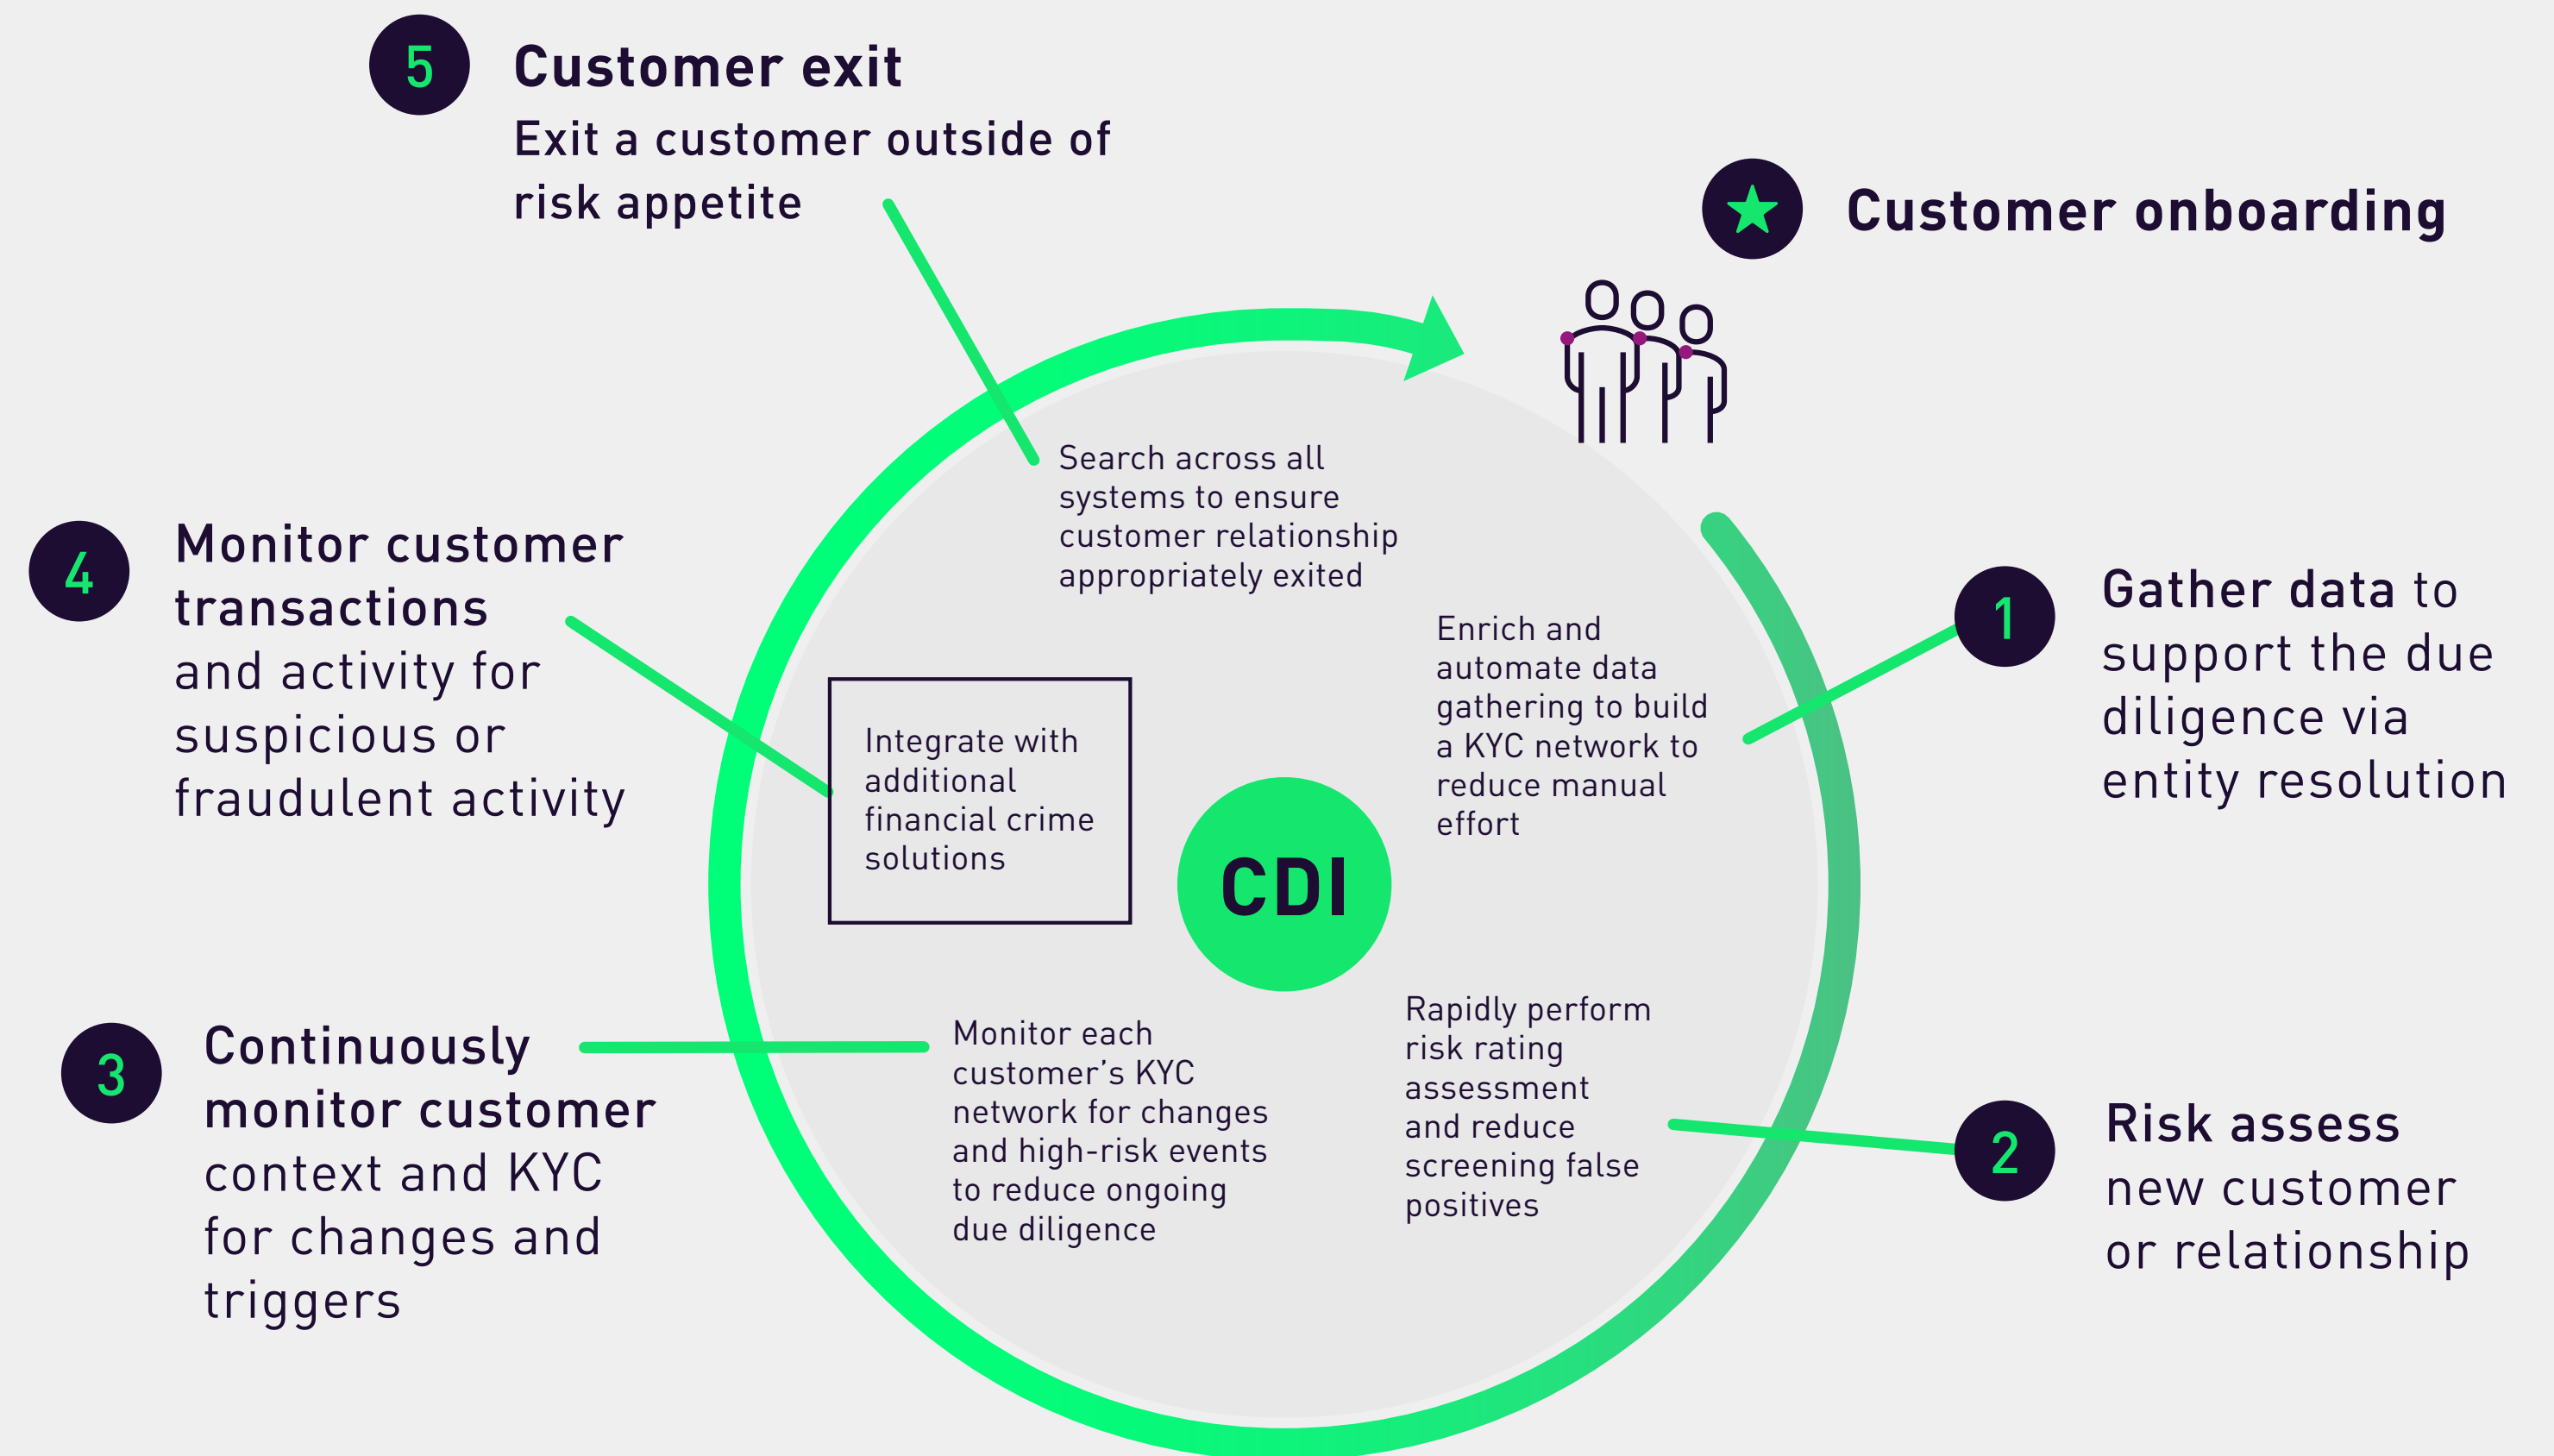 5
Customer exit
Exit a customer outside of
risk appetite
Customer onboarding
Search across all
systems to ensure
customer relationship
appropriately exited
4
Monitor customer
transactions
and activity for
suspicious or
fraudulent activity
Integrate with
additional
financial crime
solutions
Enrich and
automate data
gathering to build
a KYC network to
reduce manual
effort
1
Gather data to
support the due
diligence via
entity resolution
CDI
3
Continuously
monitor customer
context and KYC
for changes and
triggers
Monitor each
customer’s KYC
network for changes
and high-risk events
to reduce ongoing
due diligence
Rapidly perform
risk rating
assessment
and reduce
screening false
positives
2
Risk assess
new customer
or relationship